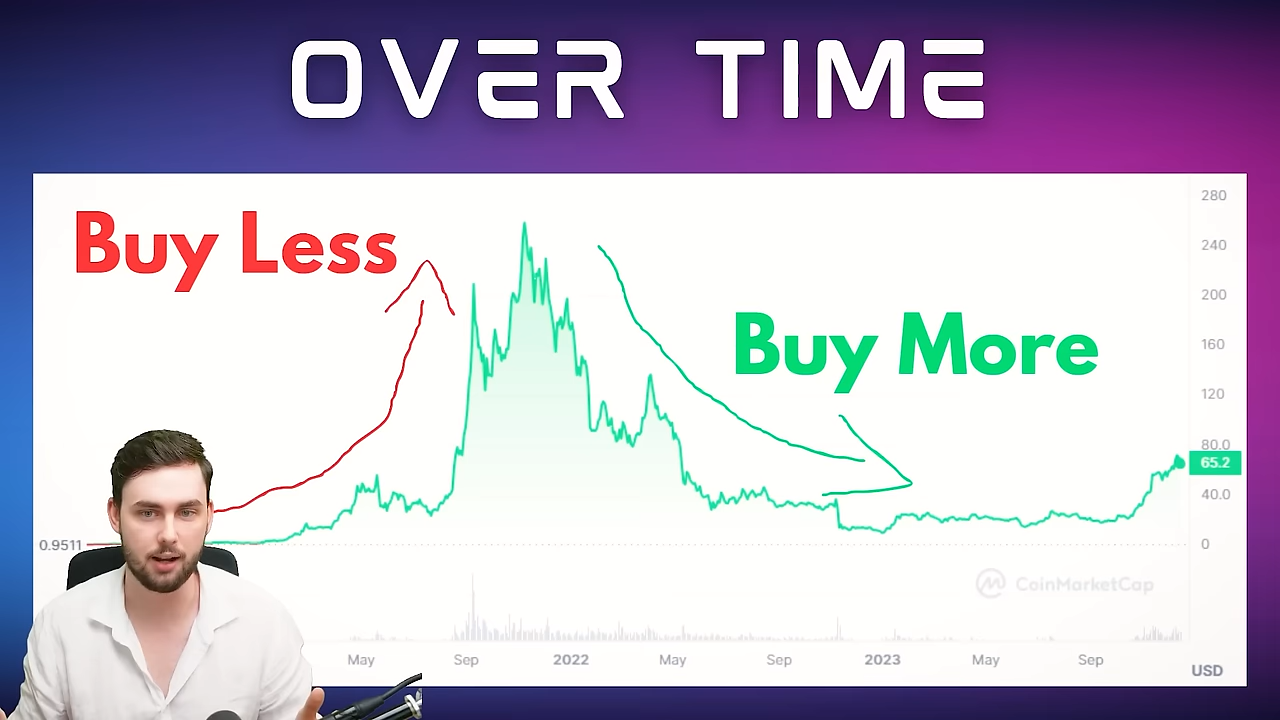 OVER TIME
Buy Less
Buy More
280
240
200
160
120
80.0
65.2
40.0
0
0.9511
CoinMarketCap
May
Sep
2022
May
Sep
2023
May
Sep
USD